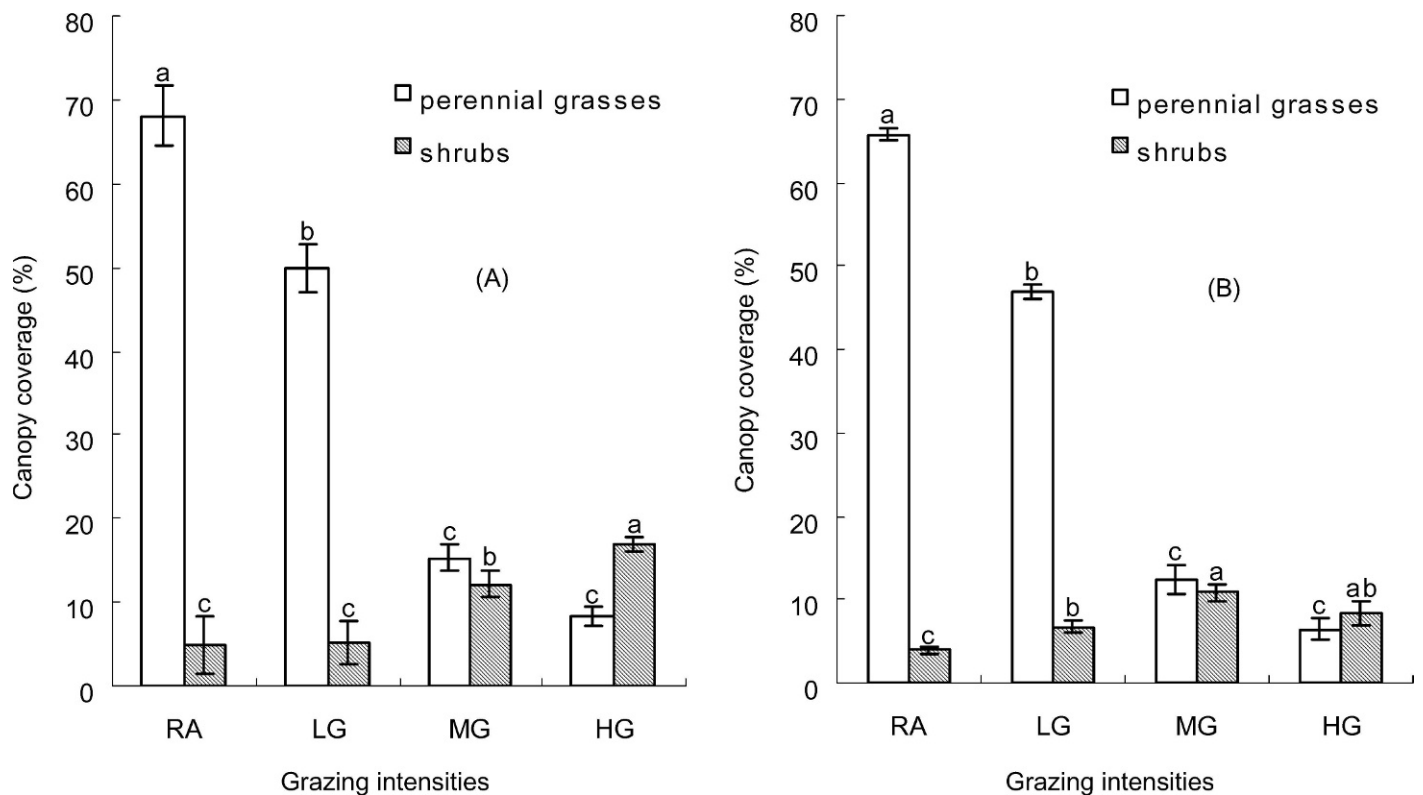 80
70
60
50
40
30
20
10
0
Canopy coverage (%)
a
b
c
c
c
c
b
a
perennial grasses
shrubs
(A)
RA LG MG HG
Grazing intensities
80
70
60
50
40
30
20
10
0
Canopy coverage (%)
a
c
b
b
c
a
c
ab
perennial grasses
shrubs
(B)
RA LG MG HG
Grazing intensities